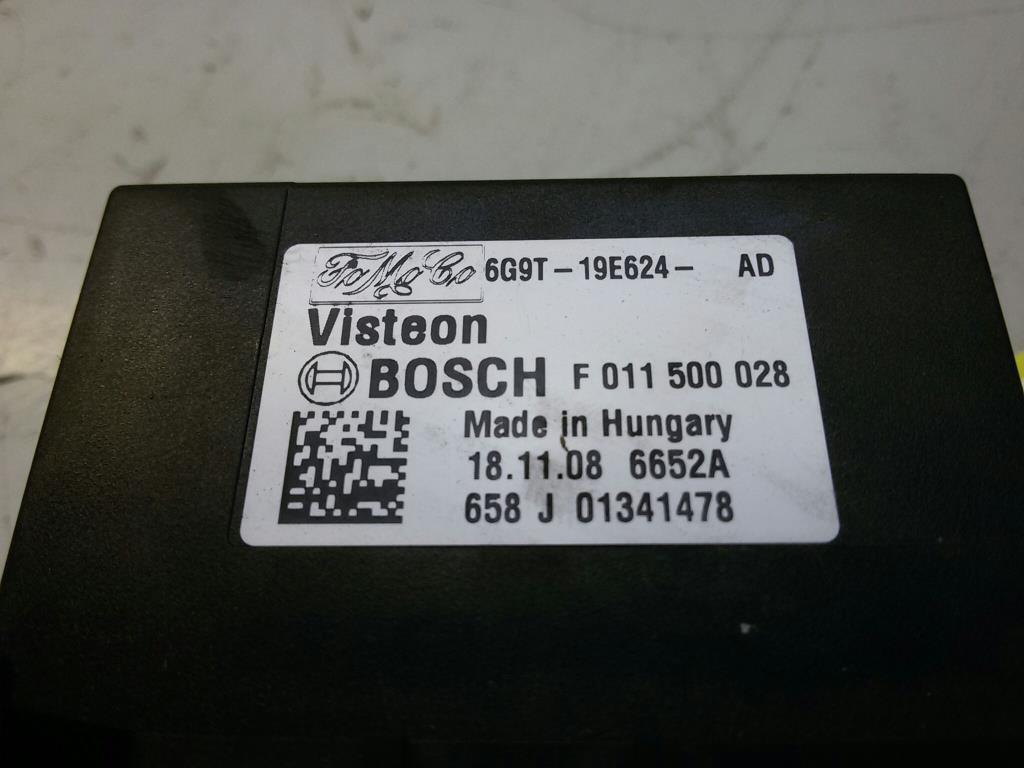 FoMoCo 6G9T-19E624- AD
Visteon
BOSCH F 011 500 028
Made in Hungary
18.11.08 6652A
658 J 01341478